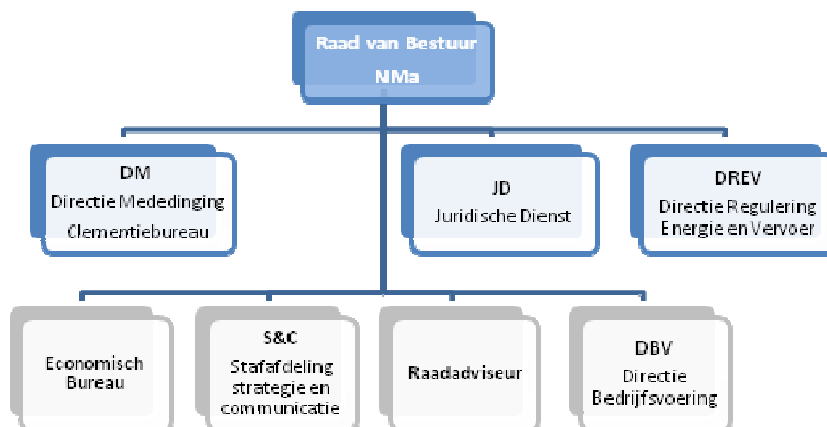 Raad van Bestuur
NMa
DM
Directie Mededinging
Clementiebureau
JD
Juridische Dienst
DREV
Directie Regulering
Energie en Vervoer
Economisch
Bureau
S&C
Stafafdeling
strategie en
communicatie
Raadadviseur
DBV
Directie
Bedrijfsvoering